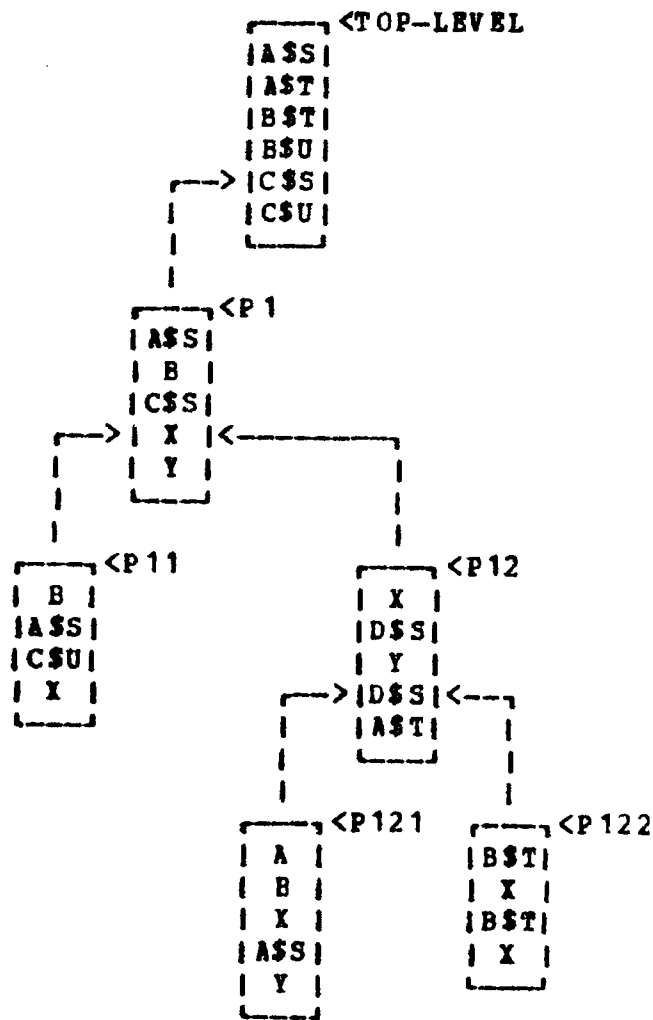 <TOP-LEVEL
A$S
A$T
B$T
B$U
C$S
C$U
<P1
A$S
B
C$S
X
Y
<P11
B
A$S
C$U
X
<P12
X
D$S
Y
D$S
A$T
<P121
A
B
X
A$S
Y
<P122
B$T
X
B$T
X